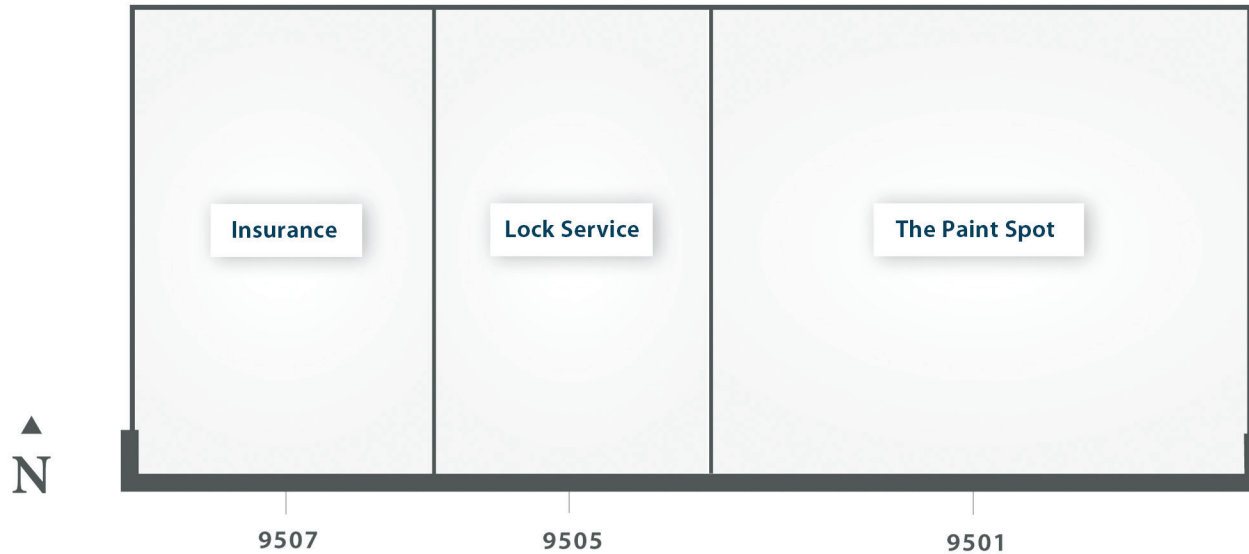 Insurance
Lock Service
The Paint Spot
N
9507
9505
9501